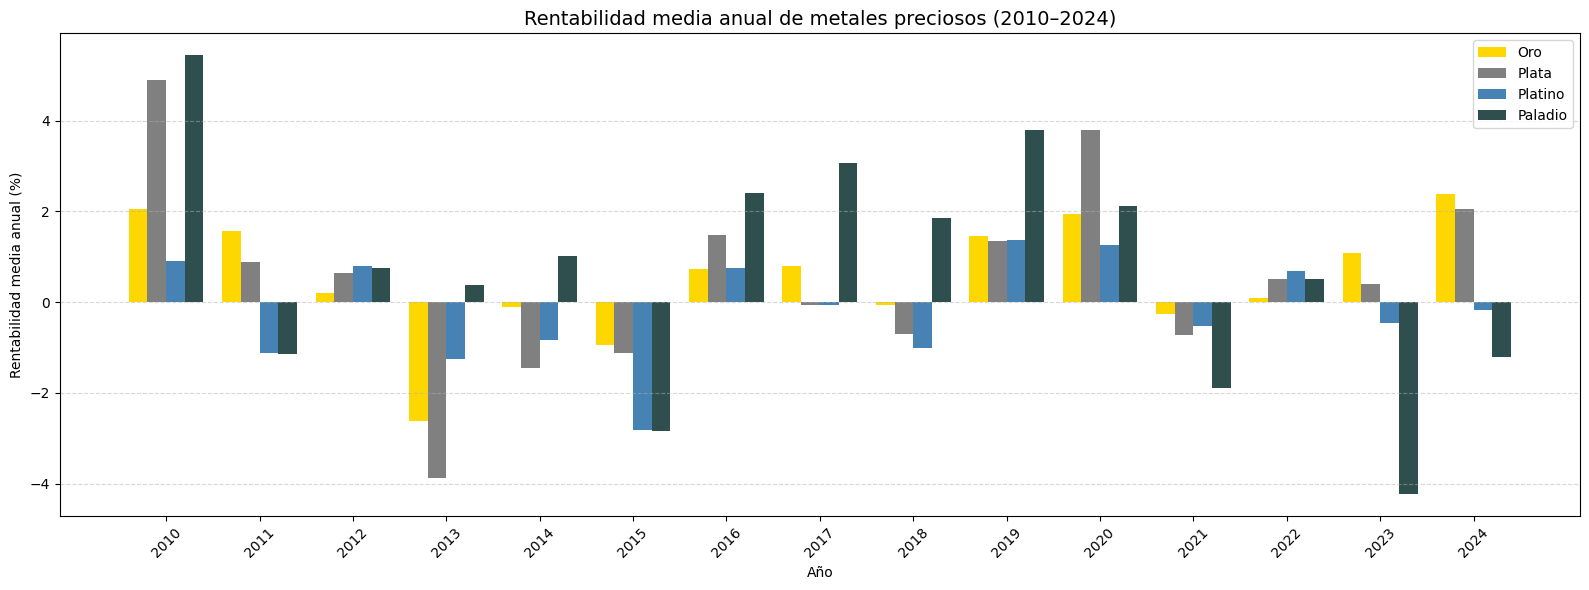 Rentabilidad media anual de metales preciosos (2010–2024)
Oro
Plata
Platino
Paladio
Rentabilidad media anual (%)
4
2
0
−2
−4
2010
2011
2012
2013
2014
2015
2016
2017
2018
2019
2020
2021
2022
2023
2024
Año